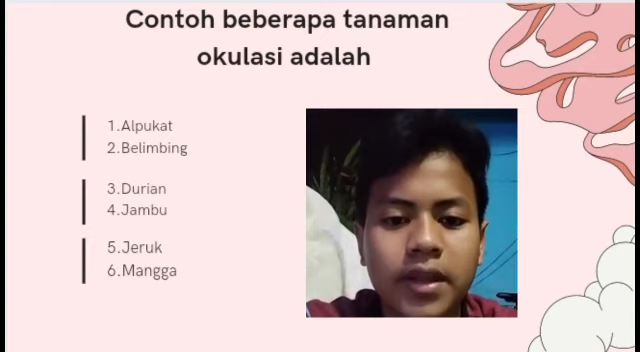 Contoh beberapa tanaman
okulasi adalah
1.Alpukat
2.Belimbing
3.Durian
4.Jambu
5.Jeruk
6.Mangga